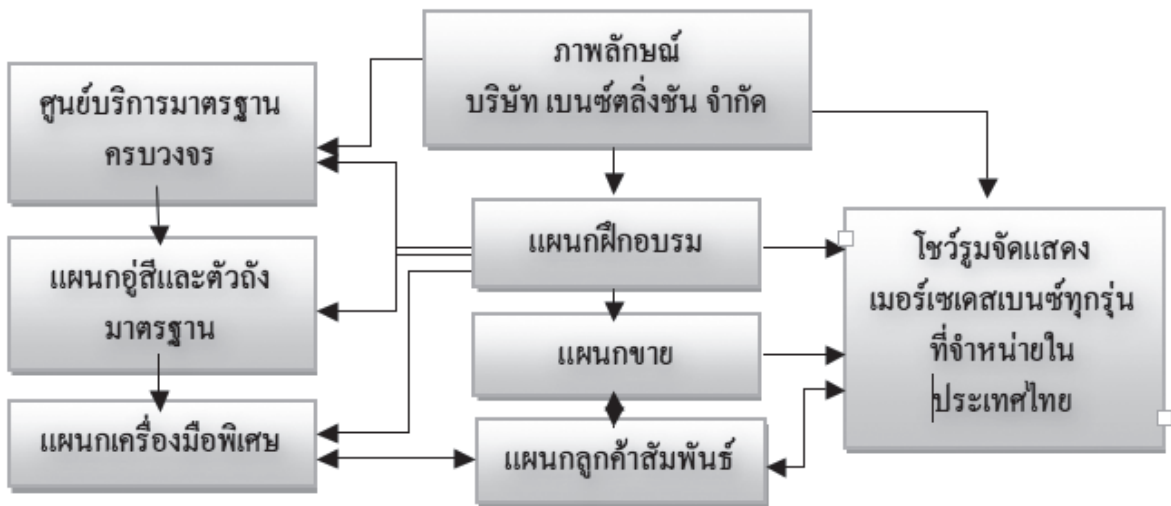 ภาพลักษณ์
บริษัท เบนซ์ตลิ่งชัน จำกัด
ศูนย์บริการมาตรฐาน
ครบวงจร
แผนกฝึกอบรม
โชว์รูมจัดแสดง
เมอร์เซเดสเบนซ์ทุกรุ่น
ที่จำหน่ายใน
ประเทศไทย
แผนกอู่สีและตัวถัง
มาตรฐาน
แผนกขาย
แผนกเครื่องมือพิเศษ
แผนกลูกค้าสัมพันธ์